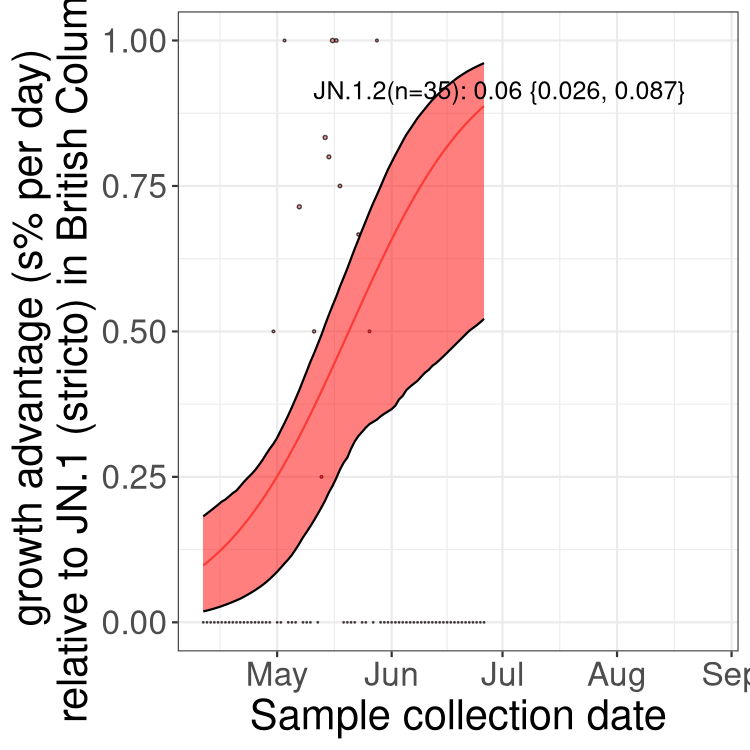 growth advantage (s% per day)
relative to JN.1 (stricto) in British Colum
1.00
0.75
0.50
0.25
0.00
JN.1.2(n=35): 0.06 {0.026, 0.087}
May Jun Jul Aug Sep
Sample collection date